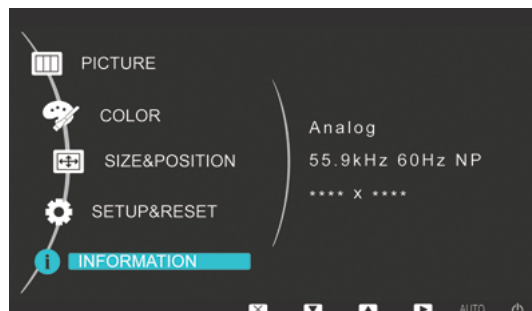 PICTURE
COLOR
SIZE&POSITION
SETUP&RESET
INFORMATION
Analog
55.9kHz 60Hz NP
**** x ****
AUTO